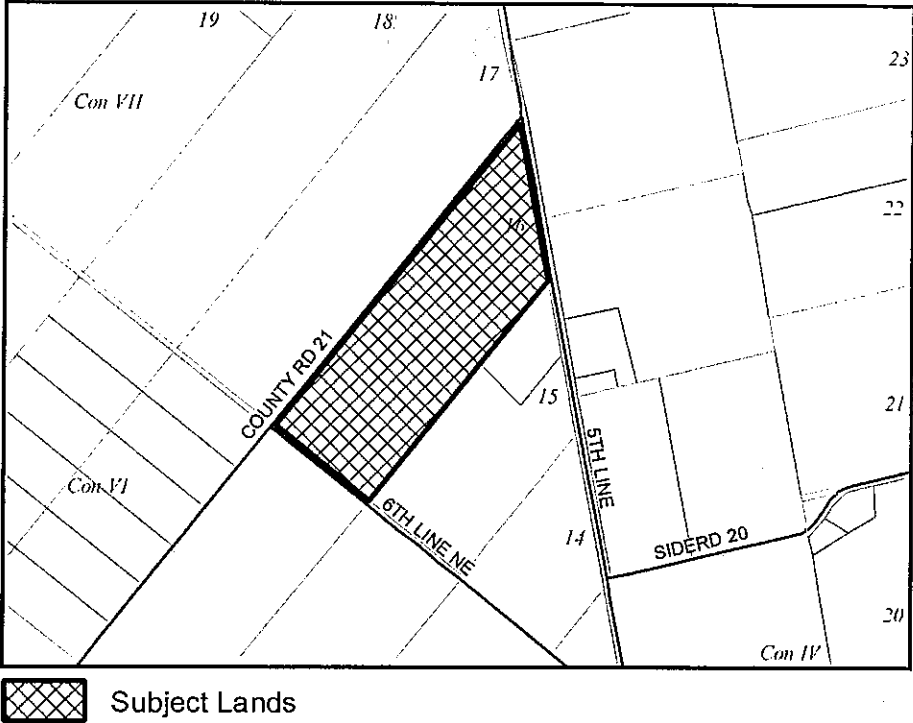 19
18
17
23
Con VII
22
16
COUNTY RD 21
15
21
5TH LINE
Con VI
6TH LINE NE
14
SIDERD 20
20
Con IV
Subject Lands